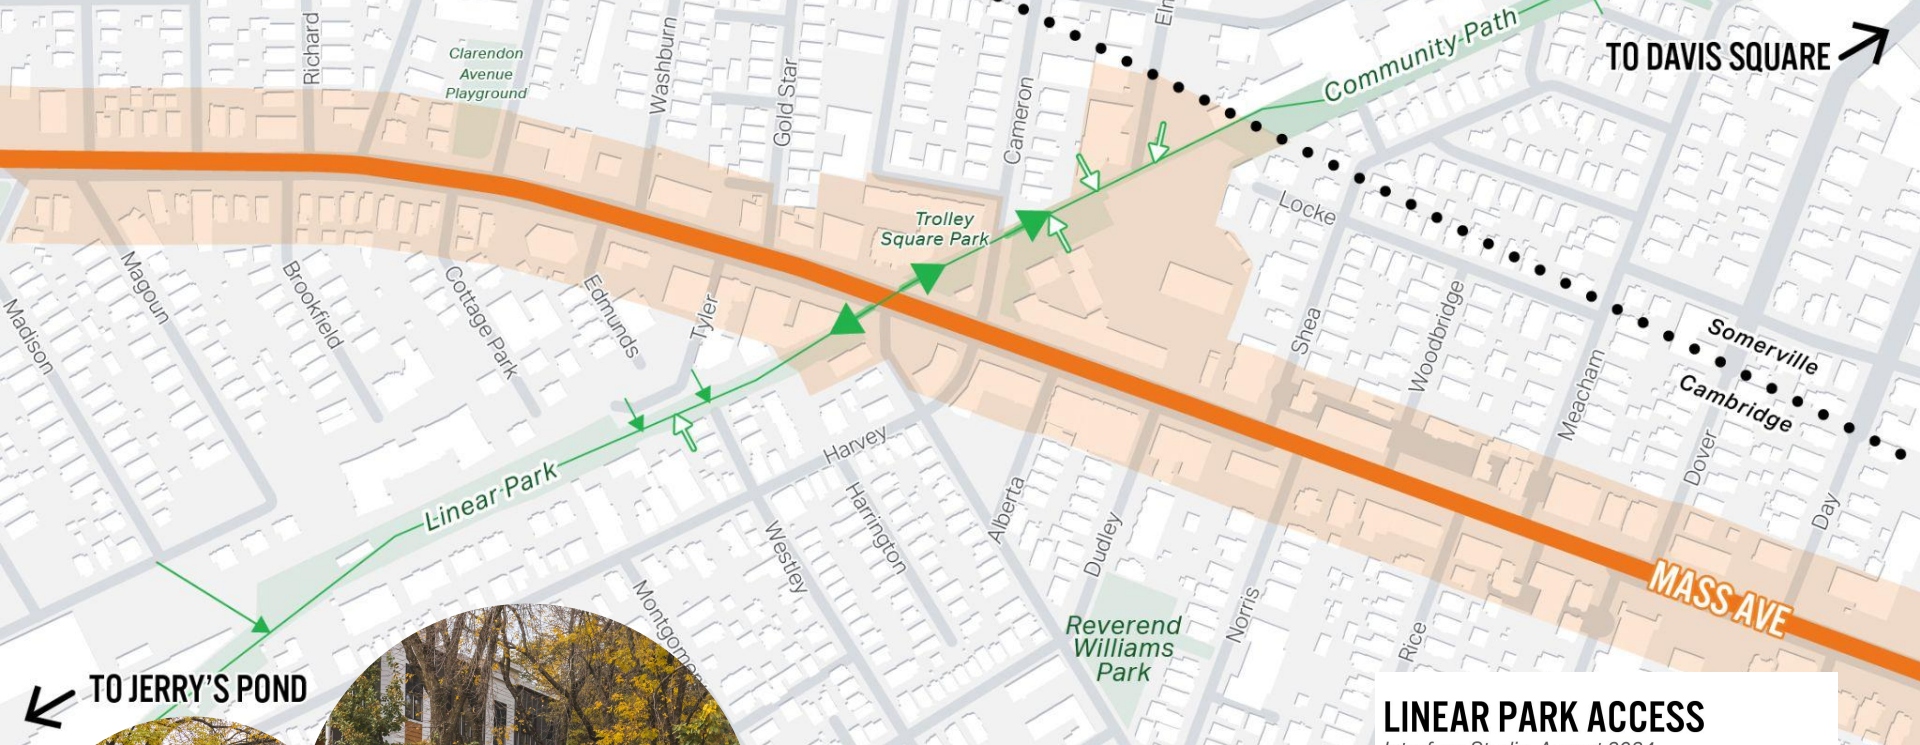 Richard
Clarendon
Avenue
Playground
Washburn
Gold Star
Cameron
Elm
Community Path
TO DAVIS SQUARE
Trolley
Square Park
Locke
Magoun
Brookfield
Cottage Park
Edmunds
Tyler
Madison
Shea
Woodbridge
Meacham
Somerville
Cambridge
Dover
Day
Linear Park
Harvey
Harrington
Westley
Alberta
Dudley
Norris
Rice
MASS AVE
Reverend
Williams
Park
TO JERRY'S POND
LINEAR PARK ACCESS